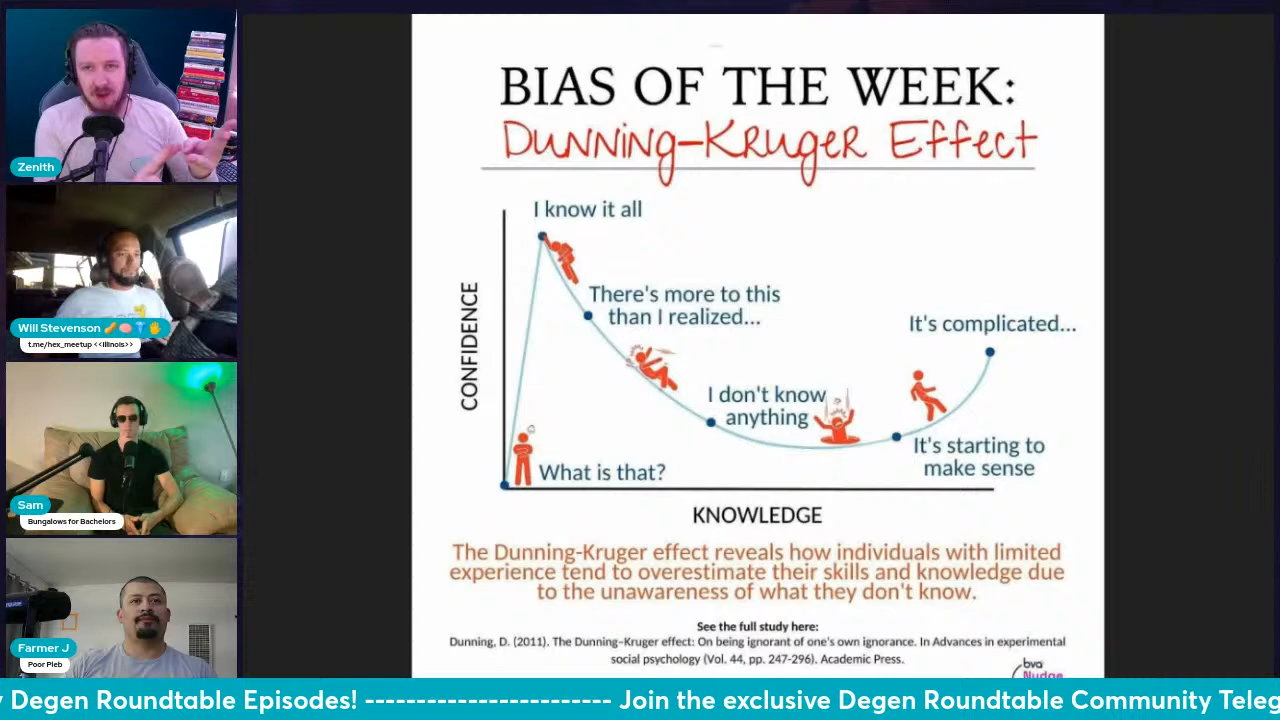 Zenith
Will Stevenson
t.me/hex_meetup <<Illinois>>
Sam
Bungalows for Bachelors
Farmer J
Poor Pleb
BIAS OF THE WEEK:
Dunning-Kruger Effect
I know it all
There's more to this
than I realized...
It's complicated...
I don't know
anything
It's starting to
make sense
What is that?
CONFIDENCE
KNOWLEDGE
The Dunning-Kruger effect reveals how individuals with limited
experience tend to overestimate their skills and knowledge due
to the unawareness of what they don't know.
See the full study here:
Dunning, D. (2011). The Dunning–Kruger effect: On being ignorant of one's own ignorance. In Advances in experimental
social psychology (Vol. 44, pp. 247-296). Academic Press.
bva
Nudge
y Degen Roundtable Episodes! ----------------------- Join the exclusive Degen Roundtable Community Teleg